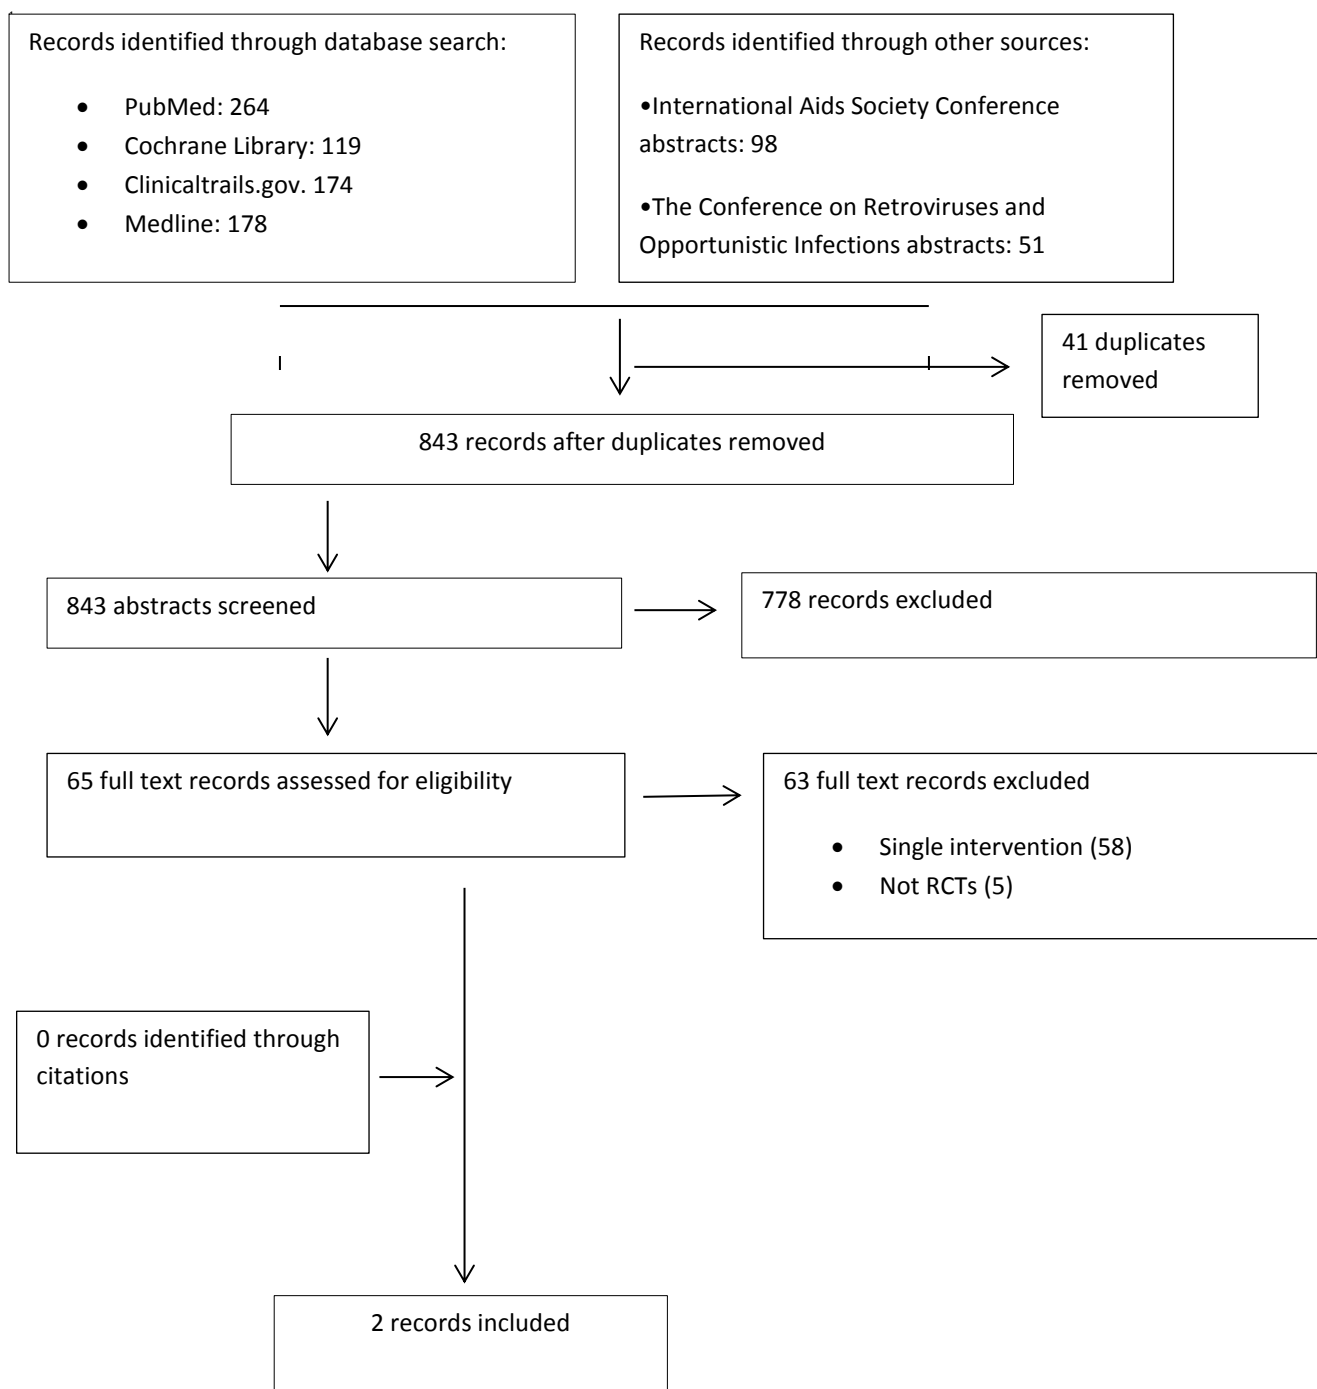 Records identified through database search:
• PubMed: 264
• Cochrane Library: 119
• Clinicaltrails.gov. 174
• Medline: 178
Records identified through other sources:
•International Aids Society Conference
abstracts: 98
•The Conference on Retroviruses and
Opportunistic Infections abstracts: 51
41 duplicates
removed
843 records after duplicates removed
843 abstracts screened
778 records excluded
65 full text records assessed for eligibility
63 full text records excluded
• Single intervention (58)
• Not RCTs (5)
0 records identified through
citations
2 records included